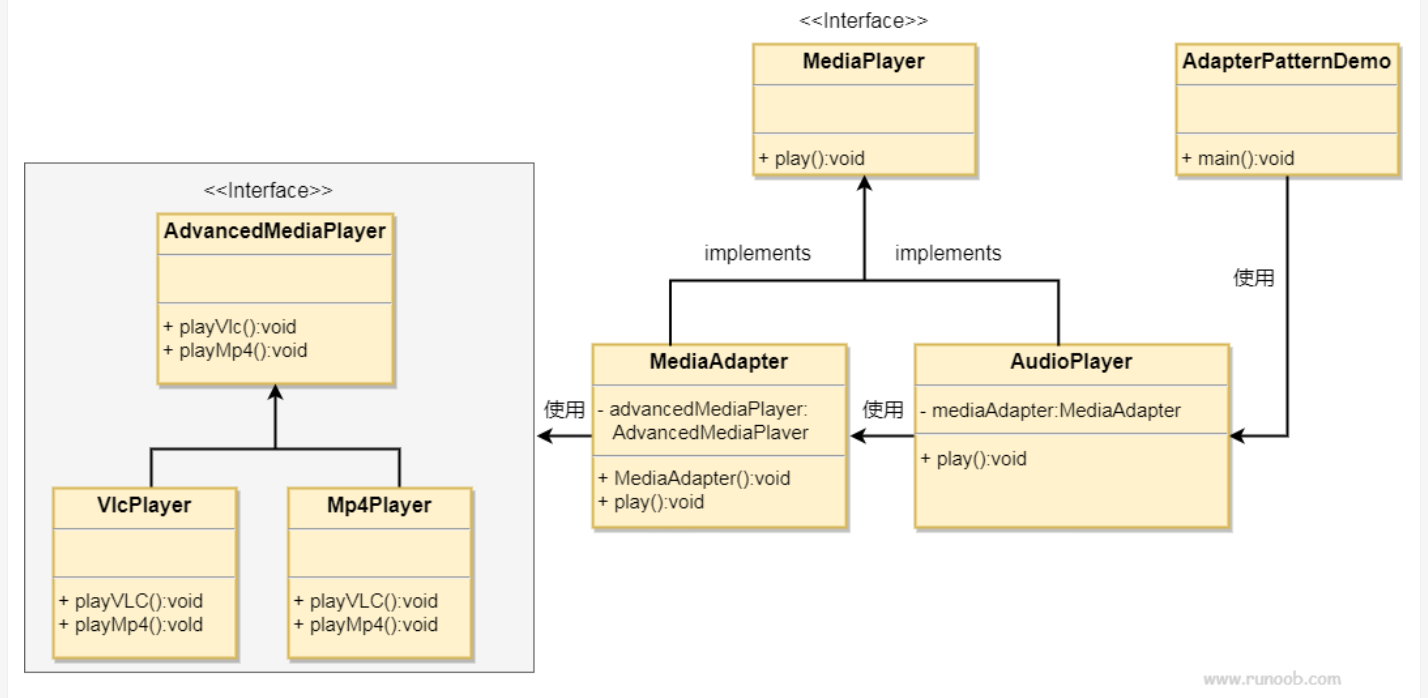 <<Interface>>
MediaPlayer
+ play():void
AdapterPatternDemo
+ main():void
<<Interface>>
AdvancedMediaPlayer
+ playVlc():void
+ playMp4():void
implements
implements
使用
VlcPlayer
+ playVLC():void
+ playMp4():vold
Mp4Player
+ playVLC():void
+ playMp4():void
使用
MediaAdapter
- advancedMediaPlayer:
AdvancedMediaPlaver
+ MediaAdapter():void
+ play():void
使用
AudioPlayer
- mediaAdapter:MediaAdapter
+ play():void
www.runoob.com